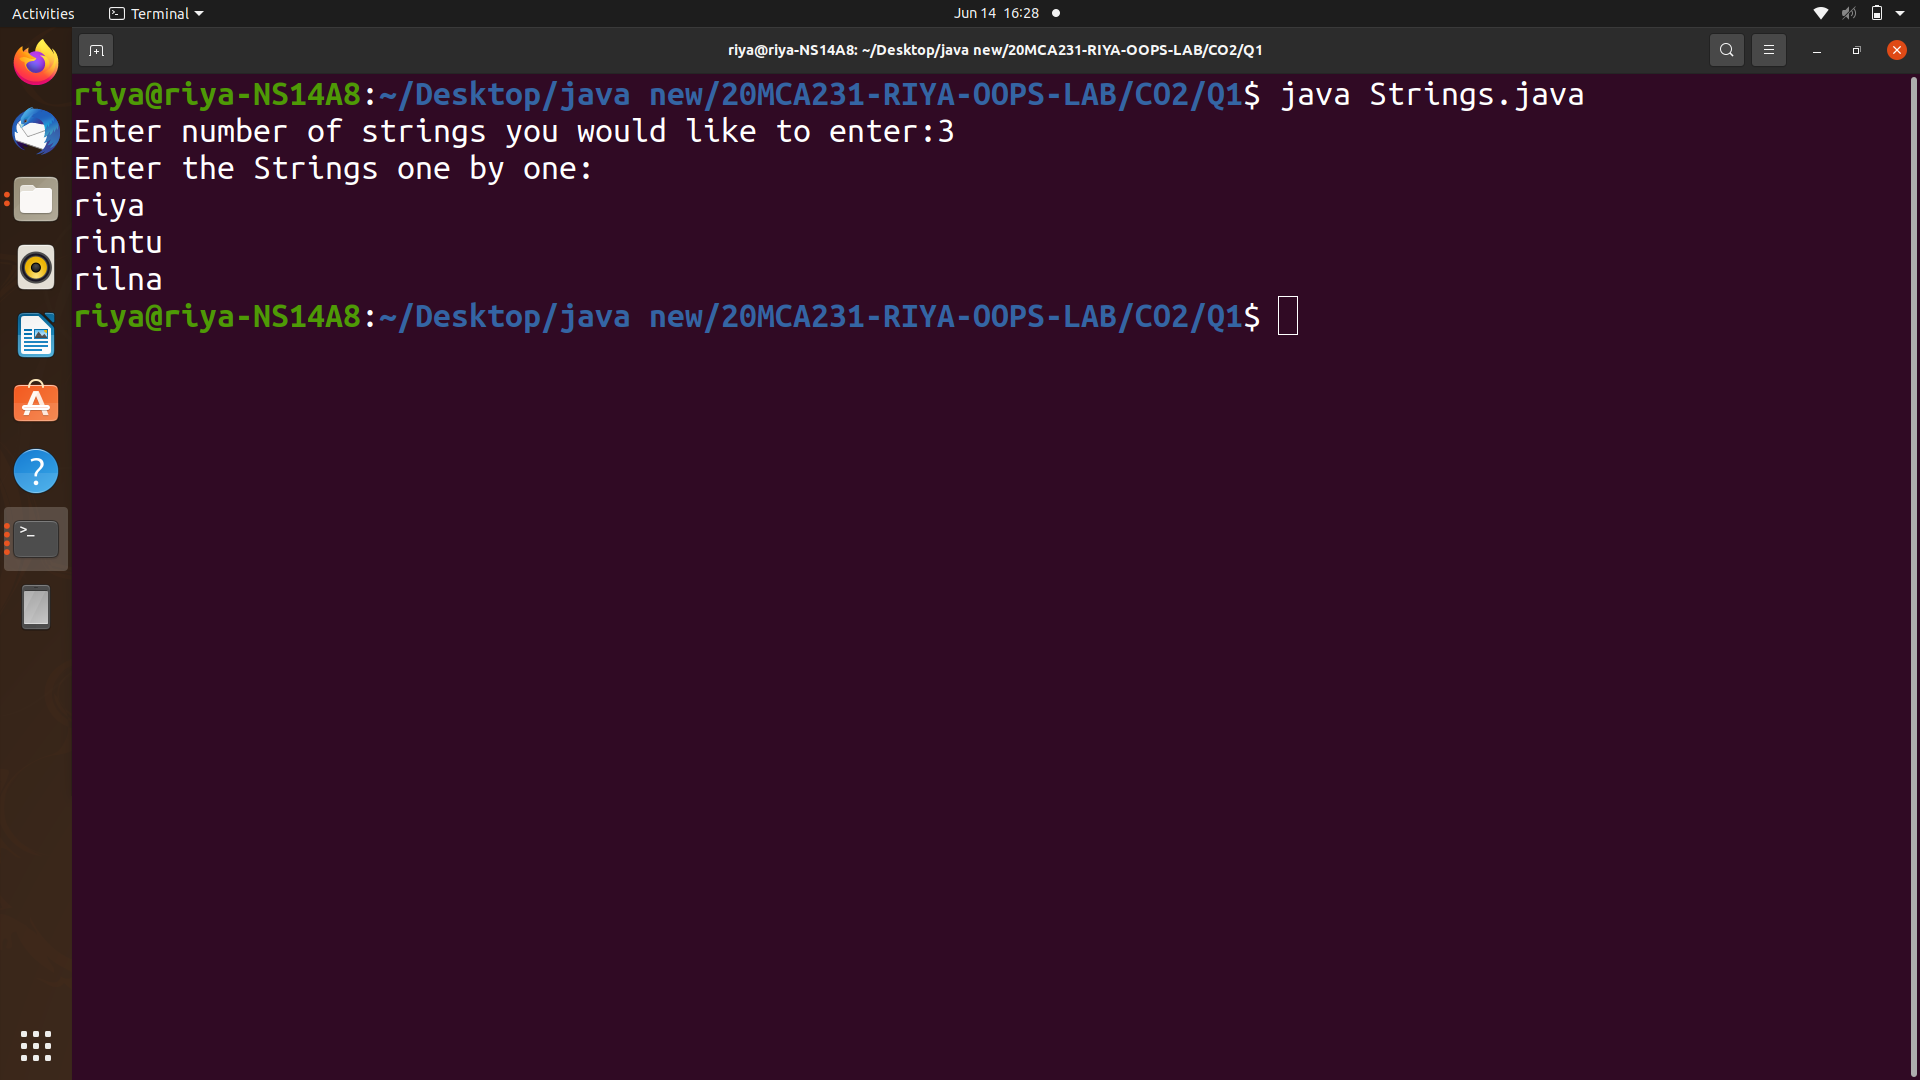 Activities Terminal Jun 14 16:28
riya@riya-NS14A8: ~/Desktop/java new/20MCA231-RIYA-OOPS-LAB/CO2/Q1
riya@riya-NS14A8:~/Desktop/java new/20MCA231-RIYA-OOPS-LAB/CO2/Q1$ java Strings.java
Enter number of strings you would like to enter:3
Enter the Strings one by one:
riya
rintu
rilna
riya@riya-NS14A8:~/Desktop/java new/20MCA231-RIYA-OOPS-LAB/CO2/Q1$